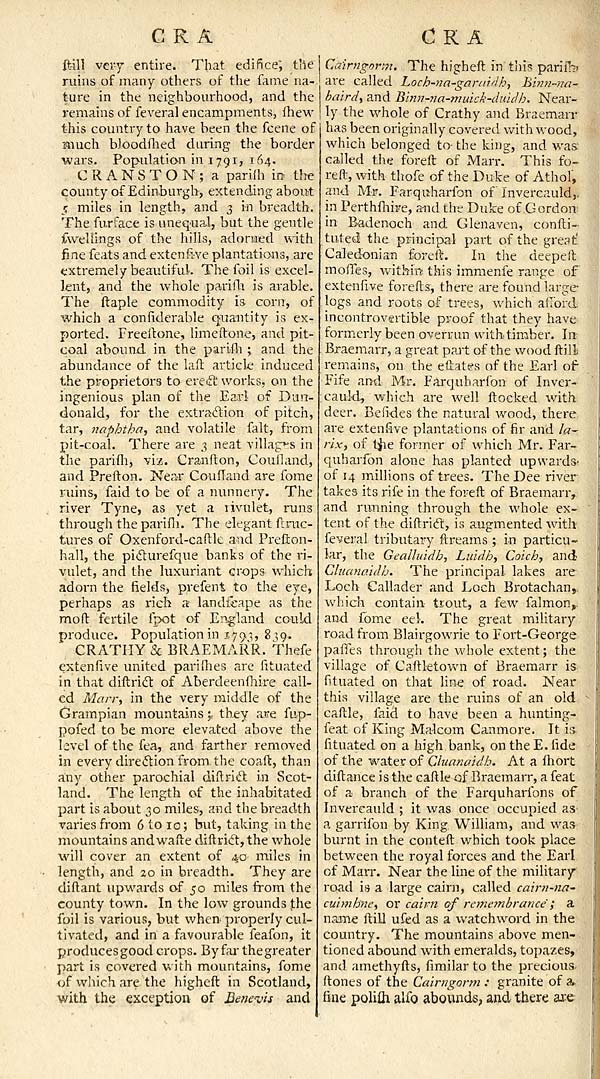 CRA
ſtill very entire. That edifice, the
ruins of many others of the ſame na-
ture in the neighbourhood, and the
remains of ſeveral encampments, ſhew
this country to have been the ſcene of
much bloodſhed during the border
wars. Population in 1791, 164.
CRANSTON; a pariſh in the
county of Edinburgh, extending about
5 miles in length, and 3 in breadth.
The ſurface is unequal, but the gentle
ſwellings of the hills, adorned with
fine ſeats and extenſive plantations, are
extremely beautiful. The ſoil is excel-
lent, and the whole pariſh is arable.
The ſtaple commodity is corn, of
which a conſiderable quantity is ex-
ported. Freeſtone, limeſtone, and pit-
coal abound in the pariſh; and the
abundance of the laſt article induced
the proprietors to erect works, on the
ingenious plan of the Earl of Dun-
donald, for the extraction of pitch,
tar, naphtha, and volatile ſalt, from
pit-coal. There are 3 neat villages in
the pariſh, viz. Cranſton, Couſland,
and Preſton. Near Couſland are ſome
ruins, ſaid to be of a nunnery. The
river Tyne, as yet a rivulet, runs
through the pariſh. The elegant ſtruc-
tures of Oxenford-caſtle and Preſton-
hall, the pictureſque banks of the ri-
vulet, and the luxuriant crops which
adorn the fields, preſent to the eye,
perhaps as rich a landſcape as the
moſt fertile ſpot of England could
produce. Population in 1793, 839.
CRATHY & BRAEMARR. Theſe
extenſive united pariſhes are ſituated
in that diſtrict of Aberdeenſhire call-
ed Marr, in the very middle of the
Grampian mountains; they are ſup-
poſed to be more elevated above the
level of the ſea, and farther removed
in every direction from the coaſt, than
any other parochial diſtrict in Scot-
land. The length of the inhabitated
part is about 30 miles, and the breadth
varies from 6 to 10; but, taking in the
mountains and waſte diſtrict, the whole
will cover an extent of 40 miles in
length, and 20 in breadth. They are
diſtant upwards of 50 miles from the
county town. In the low grounds the
ſoil is various, but when properly cul-
tivated, and in a favourable ſeaſon, it
produces good crops. By far the greater
part is covered with mountains, ſome
of which are the higheſt in Scotland,
with the exception of Benevis and
CRA
Cairngorm. The higheſt in this pariſh
are called Loch-na-garuidh, Binn-na-
baird, and Binn-na-muick-duidh. Near-
ly the whole of Crathy and Braemarr
has been originally covered with wood,
which belonged to the king, and was
called the foreſt of Marr. This fo-
reſt, with thoſe of the Duke of Athol,
and Mr. Farquharſon of Invercauld,
in Perthſhire, and the Duke of Gordon
in Badenoch and Glenaven, conſti-
tuted the principal part of the great
Caledonian foreſt. In the deepeſt
moſſes, within this immenſe range of
extenſive foreſts, there are found large
logs and roots of trees, which afford
incontrovertible proof that they have
formerly been overrun with timber. In
Braemarr, a great part of the wood ſtill
remains, on the eſtates of the Earl of
Fife and Mr. Farquharſon of Inver-
cauld, which are well ſtocked with
deer. Beſides the natural wood, there
are extenſive plantations of fir and la-
rix, of the former of which Mr. Far-
quharſon alone has planted upwards
of 14 millions of trees. The Dee river
takes its riſe in the foreſt of Braemarr,
and running through the whole ex-
tent of the diſtrict, is augmented with
ſeveral tributary ſtreams; in particu-
lar, the Gealluidh, Luidh, Coich, and
Cluanaidh. The principal lakes are
Loch Callader and Loch Brotachan,
which contain trout, a few ſalmon,
and ſome eel. The great military
road from Blairgowrie to Fort-George
paſſes through the whole extent; the
village of Caſtletown of Braemarr is
ſituated on that line of road. Near
this village are the ruins of an old
caſtle, ſaid to have been a hunting-
ſeat of King Malcom Canmore. It is
ſituated on a high bank, on the E. ſide
of the water of Cluanaidh. At a ſhort
diſtance is the caſtle of Braemarr, a ſeat
of a branch of the Farquharſons of
Invercauld; it was once occupied as
a garriſon by King William, and was
burnt in the conteſt which took place
between the royal forces and the Earl
of Marr. Near the line of the military
road is a large cairn, called cairn-na-
cuimhne, or cairn of remembrance; a
name ſtill uſed as a watchword in the
country. The mountains above men-
tioned abound with emeralds, topazes,
and amethyſts, ſimilar to the precious
ſtones of the Cairngorm: granite of a
fine poliſh alſo abounds, and there are